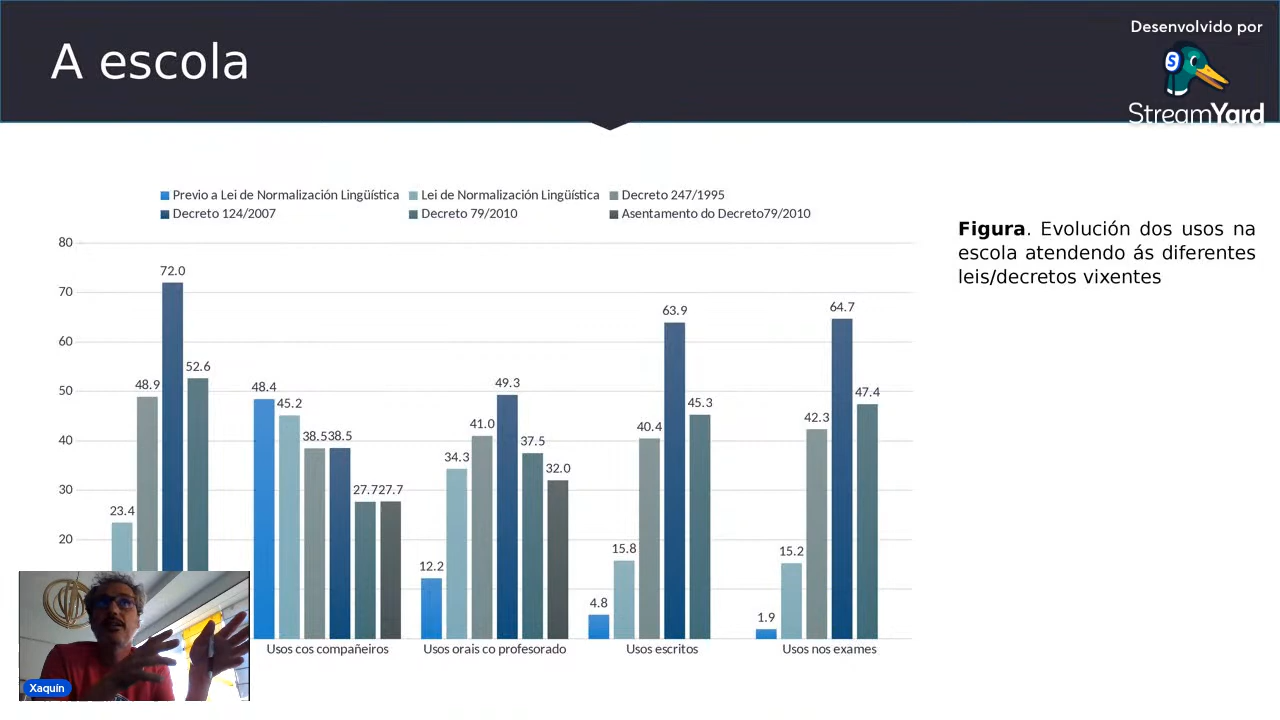 A escola
Desenvolvido por
StreamYard
Previo a Lei de Normalización Lingüística
Lei de Normalización Lingüística
Decreto 247/1995
Decreto 124/2007
Decreto 79/2010
Asentamento do Decreto79/2010
Figura. Evolución dos usos na
escola atendendo ás diferentes
leis/decretos vixentes
80
70
60
50
40
30
20
23.4
48.9
72.0
52.6
48.4
45.2
38.5
38.5
27.7
27.7
12.2
34.3
41.0
49.3
37.5
32.0
4.8
15.8
40.4
63.9
45.3
1.9
15.2
42.3
64.7
47.4
Usos cos compañeiros
Usos orais co profesorado
Usos escritos
Usos nos exames
Xaquín